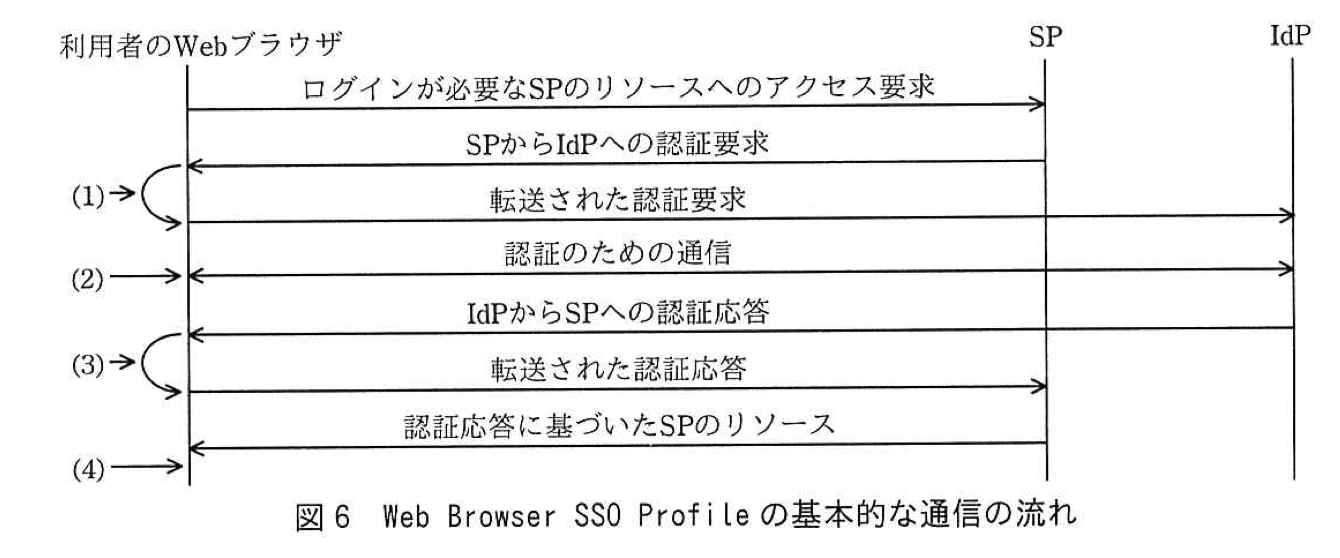 利用者のWebブラウザ
SP
IdP
ログインが必要なSPのリソースへのアクセス要求
SPからIdPへの認証要求
(1)
転送された認証要求
認証のための通信
(2)
IdPからSPへの認証応答
(3)
転送された認証応答
認証応答に基づいたSPのリソース
(4)
図6 Web Browser SSO Profileの基本的な通信の流れ